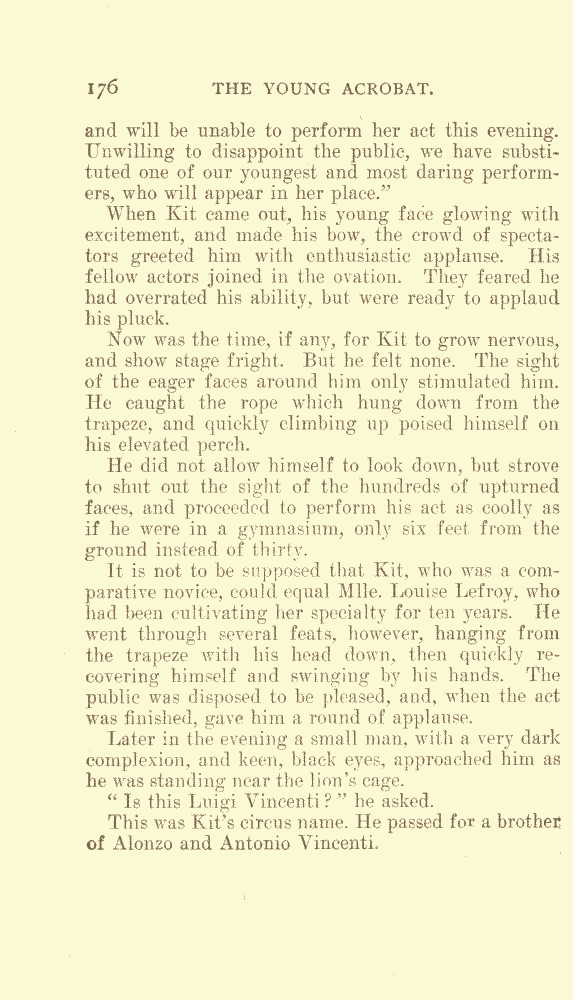 176 THE YOUNG ACROBAT.
and will be unable to perform her act this evening.
Unwilling to disappoint the public, we have substi-
tuted one of our youngest and most daring perform-
ers, who will appear in her place.”
When Kit came out, his young face glowing with
excitement, and made his bow, the crowd of specta-
tors greeted him with enthusiastic applause. His
fellow actors joined in the ovation. They feared he
had overrated his ability, but were ready to applaud
his pluck.
Now was the time, if any, for Kit to grow nervous,
and show stage fright. But he felt none. The sight
of the eager faces around him only stimulated him.
He caught the rope which hung down from the
trapeze, and quickly climbing up poised himself on
his elevated perch.
He did not allow himself to look down, but strove
to shut out the sight of the hundreds of upturned
faces, and proceeded to perform his act as coolly as
if he were in a gymnasium, only six feet from the
ground instead of thirty.
It is not to be supposed that Kit, who was a com-
parative novice, could equal Mlle. Louise Lefroy, who
had been cultivating her specialty for ten years. He
went through several feats, however, hanging from
the trapeze with his head down, then quickly re-
covering himself and swinging by his hands. The
public was disposed to be pleased, and, when the act
was finished, gave him a round of applause.
Later in the evening a small man, with a very dark
complexion, and keen, black eyes, approached him as
he was standing near the lion’s cage.
“ Is this Luigi Vincenti ? ” he asked.
This was Kit’s circus name. He passed for a brother
of Alonzo and Antonio Vincenti.